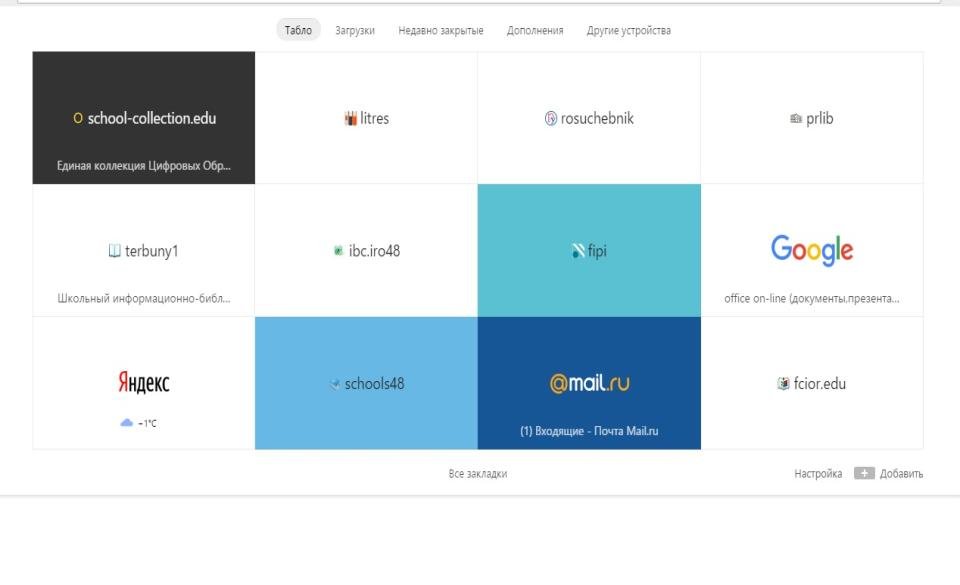 Табло Загрузки Недавно закрытые Дополнения Другие устройства
school-collection.edu
Единая коллекция Цифровых Обр...
litres
rosuchebnik
prlib
terbuny1
Школьный информационно-библ...
ibc.iro48
fipi
Google
office on-line (документы,презента...
Яндекс
-1°C
schools48
@mail.ru
(1) Входящие - Почта Mail.ru
fcior.edu
Все закладки
Настройка
Добавить